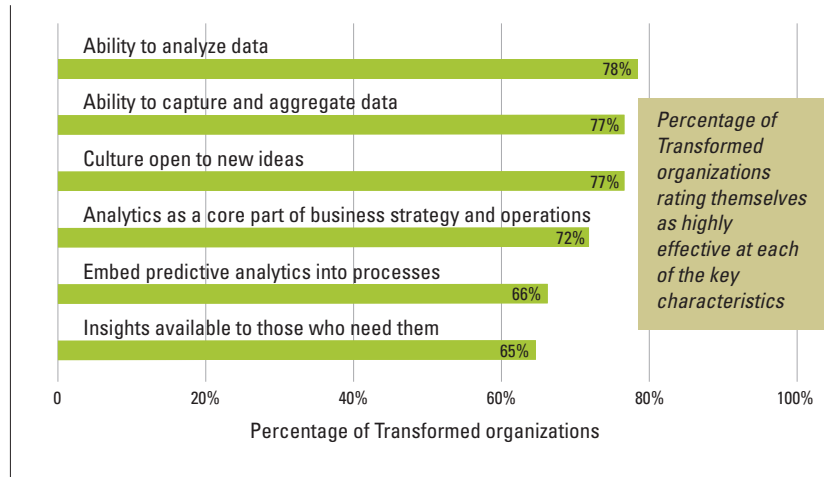 Ability to analyze data
78%
Ability to capture and aggregate data
77%
Culture open to new ideas
77%
Analytics as a core part of business strategy and operations
72%
Embed predictive analytics into processes
66%
Insights available to those who need them
65%
Percentage of
Transformed
organizations
rating themselves
as highly
effective at each
of the key
characteristics
0 20% 40% 60% 80% 100%
Percentage of Transformed organizations